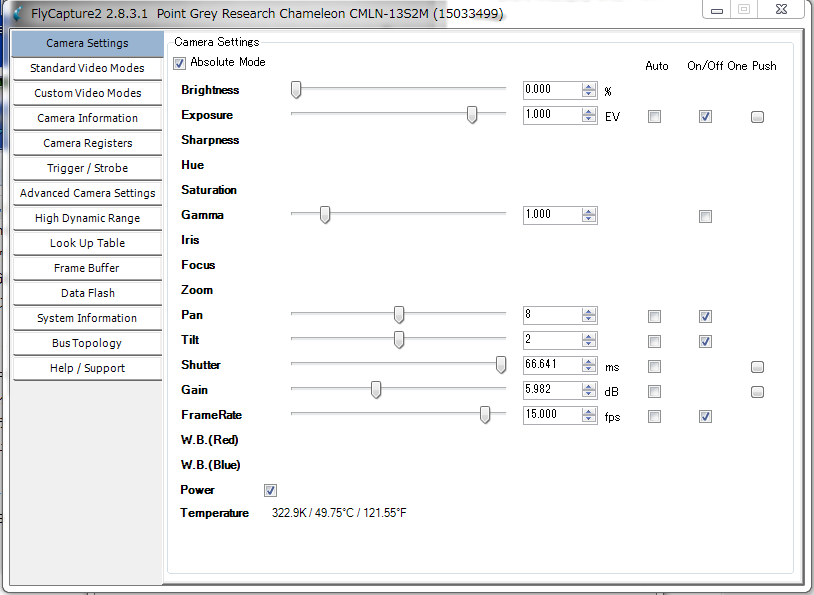 FlyCapture2 2.8.3.1 Point Grey Research Chameleon CMLN-13S2M (15033499)
Camera Settings
Standard Video Modes
Custom Video Modes
Camera Information
Camera Registers
Trigger / Strobe
Advanced Camera Settings
High Dynamic Range
Look Up Table
Frame Buffer
Data Flash
System Information
Bus Topology
Help / Support
Camera Settings
Absolute Mode
Auto On/Off One Push
Brightness 0.000 %
Exposure 1.000 EV
Sharpness
Hue
Saturation
Gamma 1.000
Iris
Focus
Zoom
Pan 8
Tilt 2
Shutter 66.641 ms
Gain 5.982 dB
FrameRate 15.000 fps
W.B.(Red)
W.B.(Blue)
Power
Temperature 322.9K / 49.75°C / 121.55°F